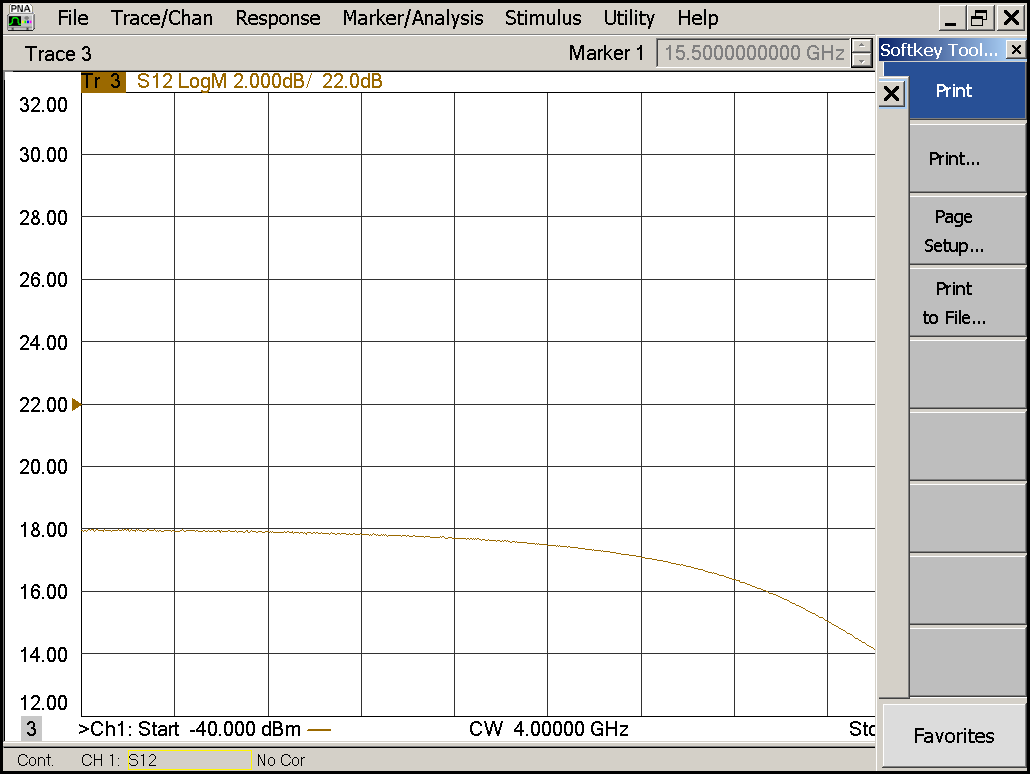 PNA File Trace/Chan Response Marker/Analysis Stimulus Utility Help
Trace 3 Marker 1 15.5000000000 GHz
Softkey Tool...
Tr 3 S12 LogM 2.000dB/ 22.0dB
32.00
30.00
28.00
26.00
24.00
22.00
20.00
18.00
16.00
14.00
12.00
3 >Ch1: Start -40.000 dBm CW 4.00000 GHz Sto
Cont. CH 1: S12 No Cor
Print
Print...
Page
Setup...
Print
to File...
Favorites